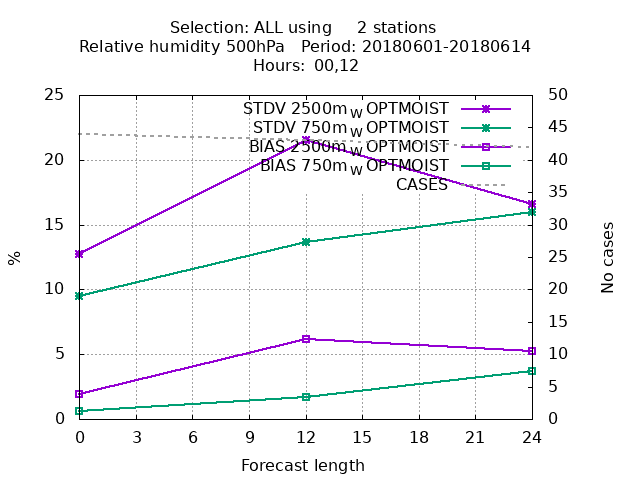 Selection: ALL using 2 stations
Relative humidity 500hPa Period: 20180601-20180614
Hours: 00,12
STDV 2500m_W OPTMOIST
STDV 750m_W OPTMOIST
BIAS 2500m_W OPTMOIST
BIAS 750m_W OPTMOIST
CASES
25
20
15
10
5
0
%
50
45
40
35
30
25
20
15
10
5
0
No cases
0 3 6 9 12 15 18 21 24
Forecast length